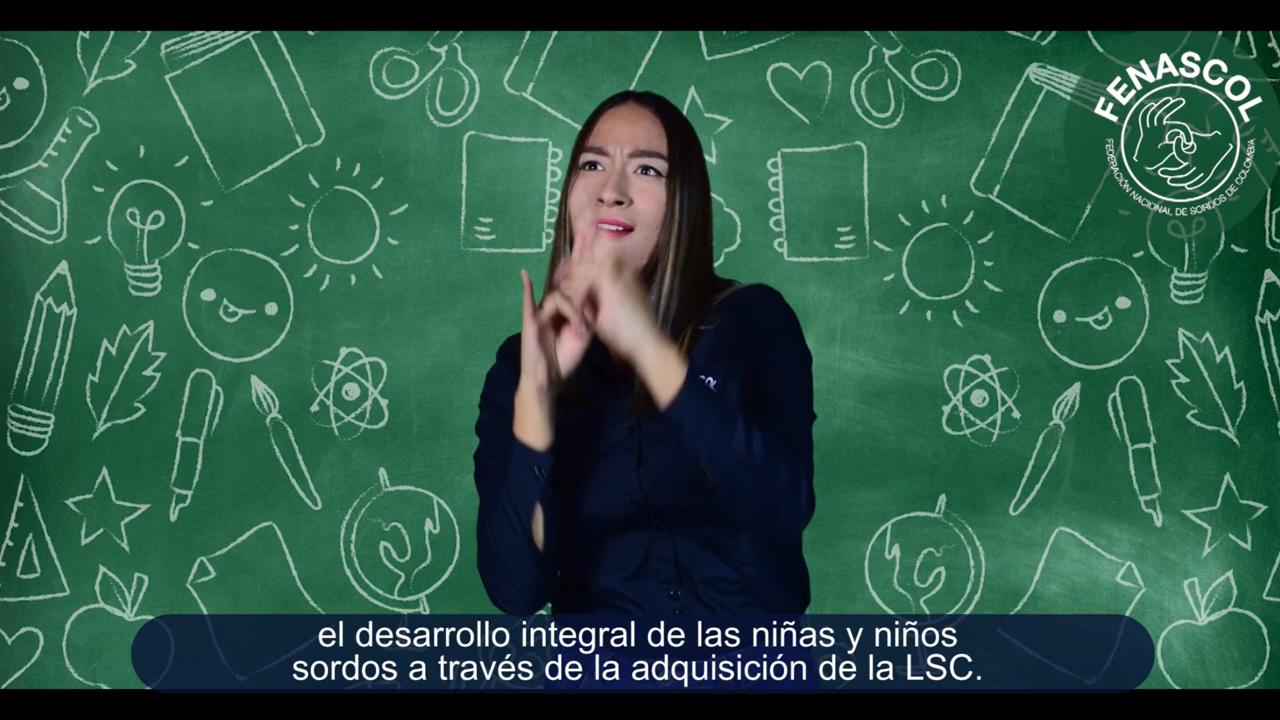 FENASCOL
FEDERACIÓN NACIONAL DE SORDOS DE COLOMBIA
el desarrollo integral de las niñas y niños
sordos a través de la adquisición de la LSC.